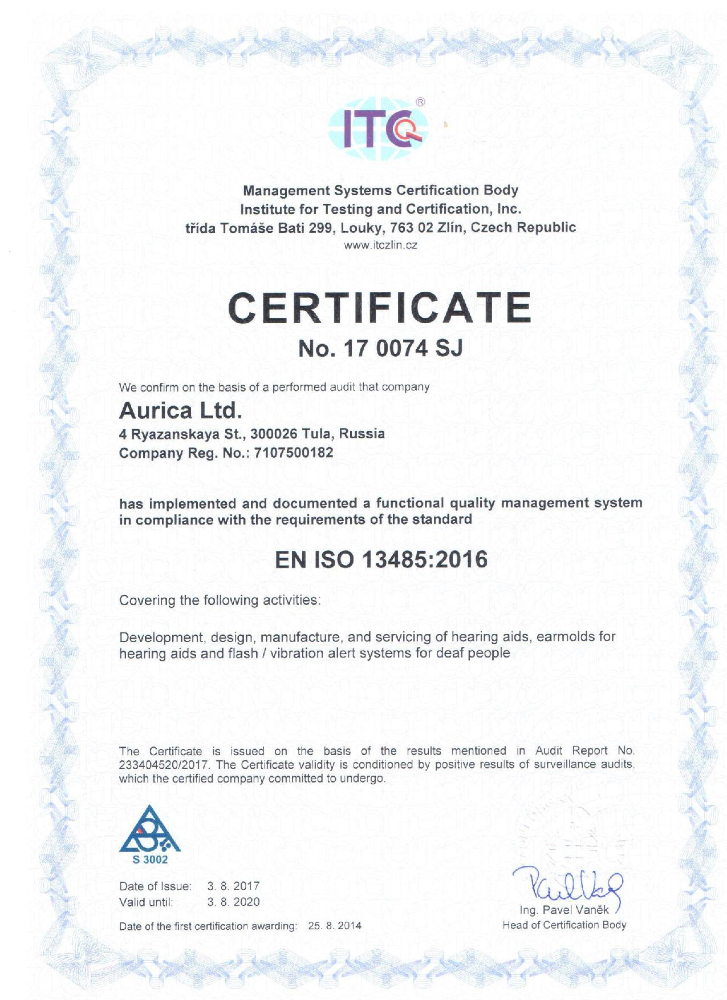 ITC ®
Management Systems Certification Body
Institute for Testing and Certification, Inc.
třída Tomáše Bati 299, Louky, 763 02 Zlín, Czech Republic
www.itczlin.cz
CERTIFICATE
No. 17 0074 SJ
We confirm on the basis of a performed audit that company
Aurica Ltd.
4 Ryazanskaya St., 300026 Tula, Russia
Company Reg. No.: 7107500182
has implemented and documented a functional quality management system
in compliance with the requirements of the standard
EN ISO 13485:2016
Covering the following activities:
Development, design, manufacture, and servicing of hearing aids, earmolds for
hearing aids and flash / vibration alert systems for deaf people
The Certificate is issued on the basis of the results mentioned in Audit Report No.
233404520/2017. The Certificate validity is conditioned by positive results of surveillance audits,
which the certified company committed to undergo.
S 3002
Date of Issue: 3. 8. 2017
Valid until: 3. 8. 2020
Date of the first certification awarding: 25. 8. 2014
Ing. Pavel Vaněk
Head of Certification Body